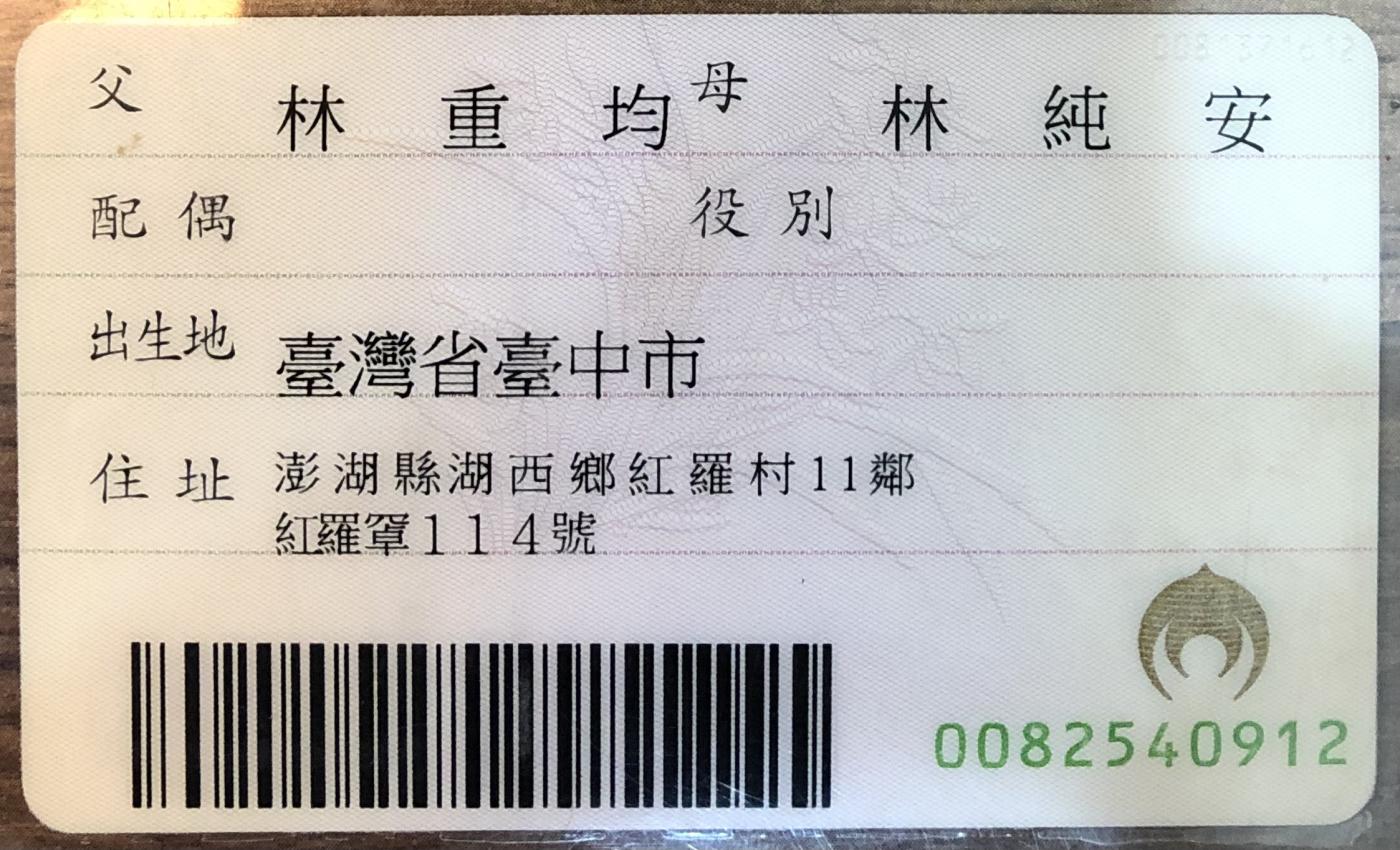 父 林重均 母 林純安
配偶 役別
出生地 臺灣省臺中市
住址 澎湖縣湖西鄉紅羅村11鄰
紅羅罩114號
0082540912